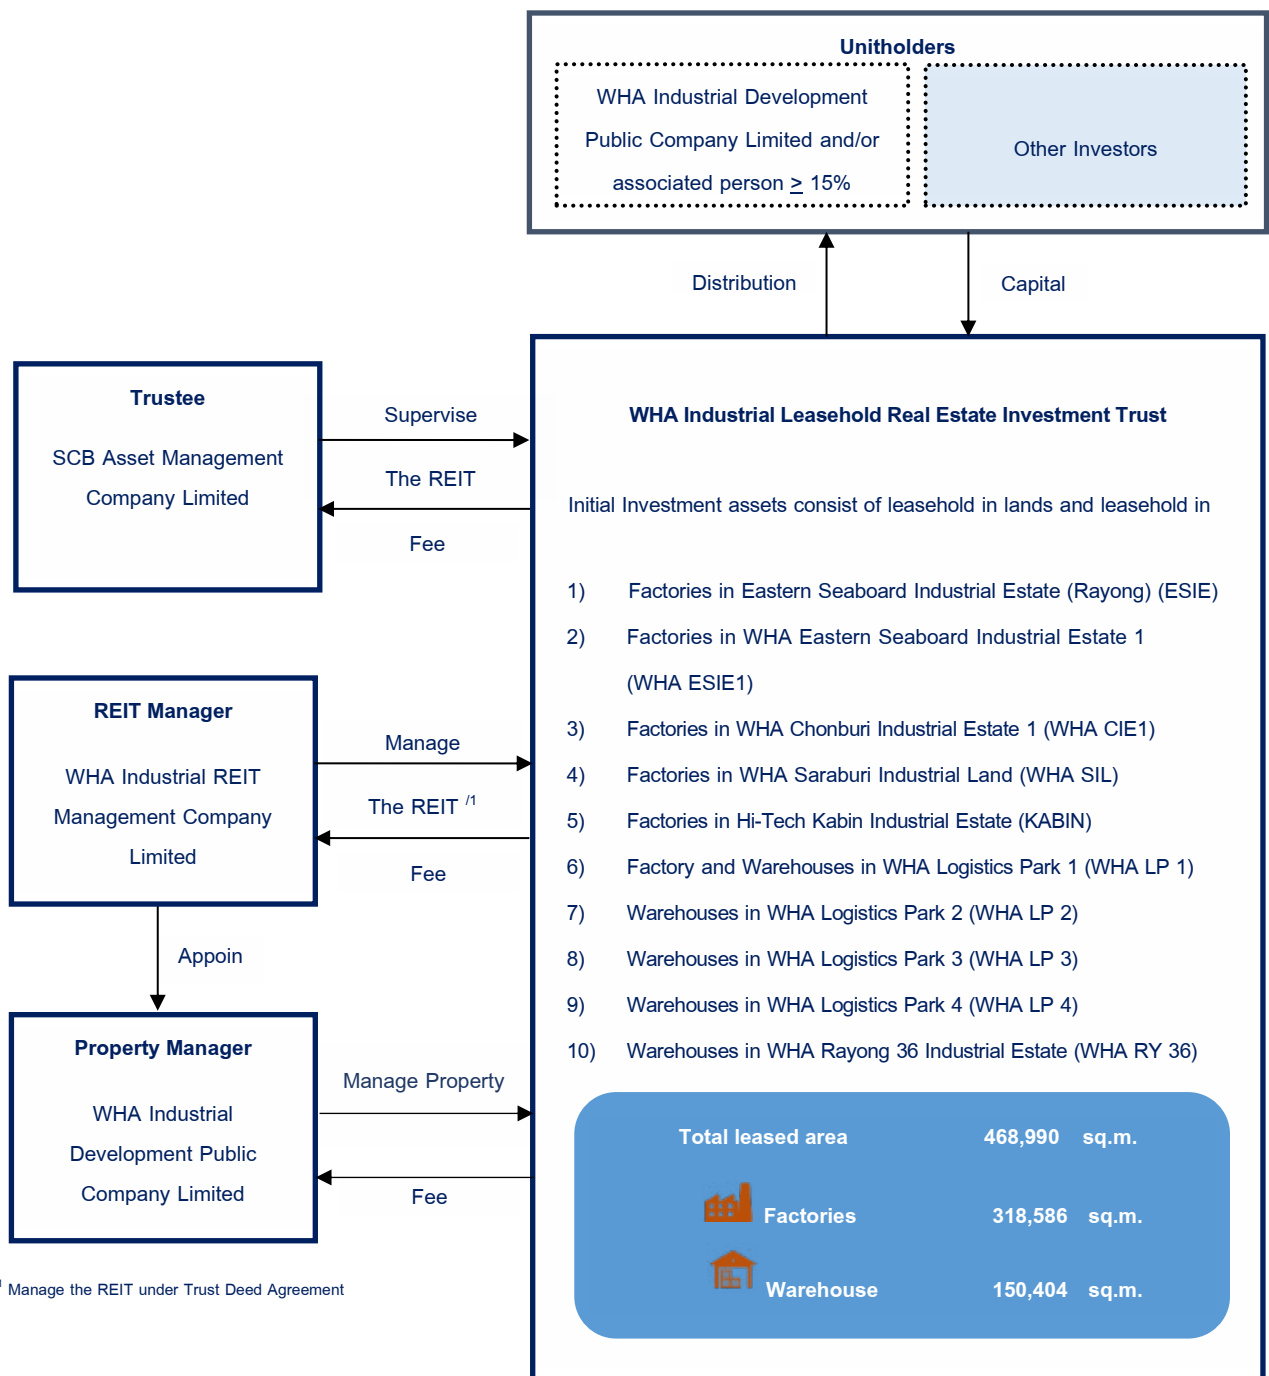 Unitholders
WHA Industrial Development
Public Company Limited and/or
associated person ≥ 15%
Other Investors
Distribution
Capital
Trustee
SCB Asset Management
Company Limited
Supervise
The REIT
Fee
REIT Manager
WHA Industrial REIT
Management Company
Limited
Manage
The REIT /1
Fee
Appoin
Property Manager
WHA Industrial
Development Public
Company Limited
Manage Property
Fee
/1 Manage the REIT under Trust Deed Agreement
WHA Industrial Leasehold Real Estate Investment Trust
Initial Investment assets consist of leasehold in lands and leasehold in
1) Factories in Eastern Seaboard Industrial Estate (Rayong) (ESIE)
2) Factories in WHA Eastern Seaboard Industrial Estate 1
(WHA ESIE1)
3) Factories in WHA Chonburi Industrial Estate 1 (WHA CIE1)
4) Factories in WHA Saraburi Industrial Land (WHA SIL)
5) Factories in Hi-Tech Kabin Industrial Estate (KABIN)
6) Factory and Warehouses in WHA Logistics Park 1 (WHA LP 1)
7) Warehouses in WHA Logistics Park 2 (WHA LP 2)
8) Warehouses in WHA Logistics Park 3 (WHA LP 3)
9) Warehouses in WHA Logistics Park 4 (WHA LP 4)
10) Warehouses in WHA Rayong 36 Industrial Estate (WHA RY 36)
Total leased area 468,990 sq.m.
Factories 318,586 sq.m.
Warehouse 150,404 sq.m.